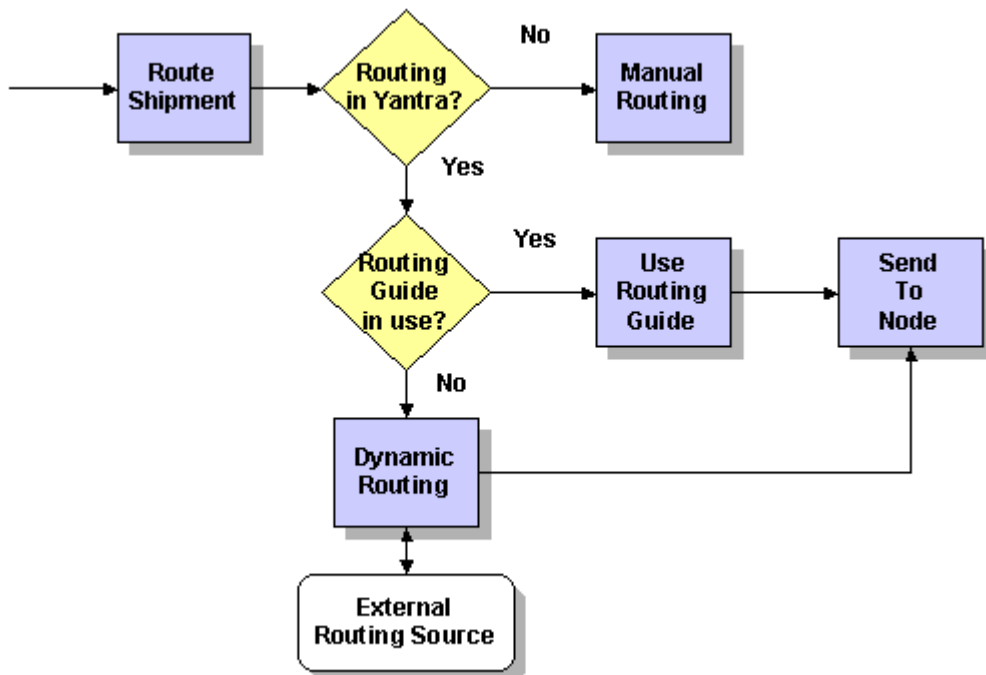 Route
Shipment
Routing
in Yantra?
No
Manual
Routing
Yes
Routing
Guide
in use?
Yes
Use
Routing
Guide
Send
To
Node
No
Dynamic
Routing
External
Routing Source